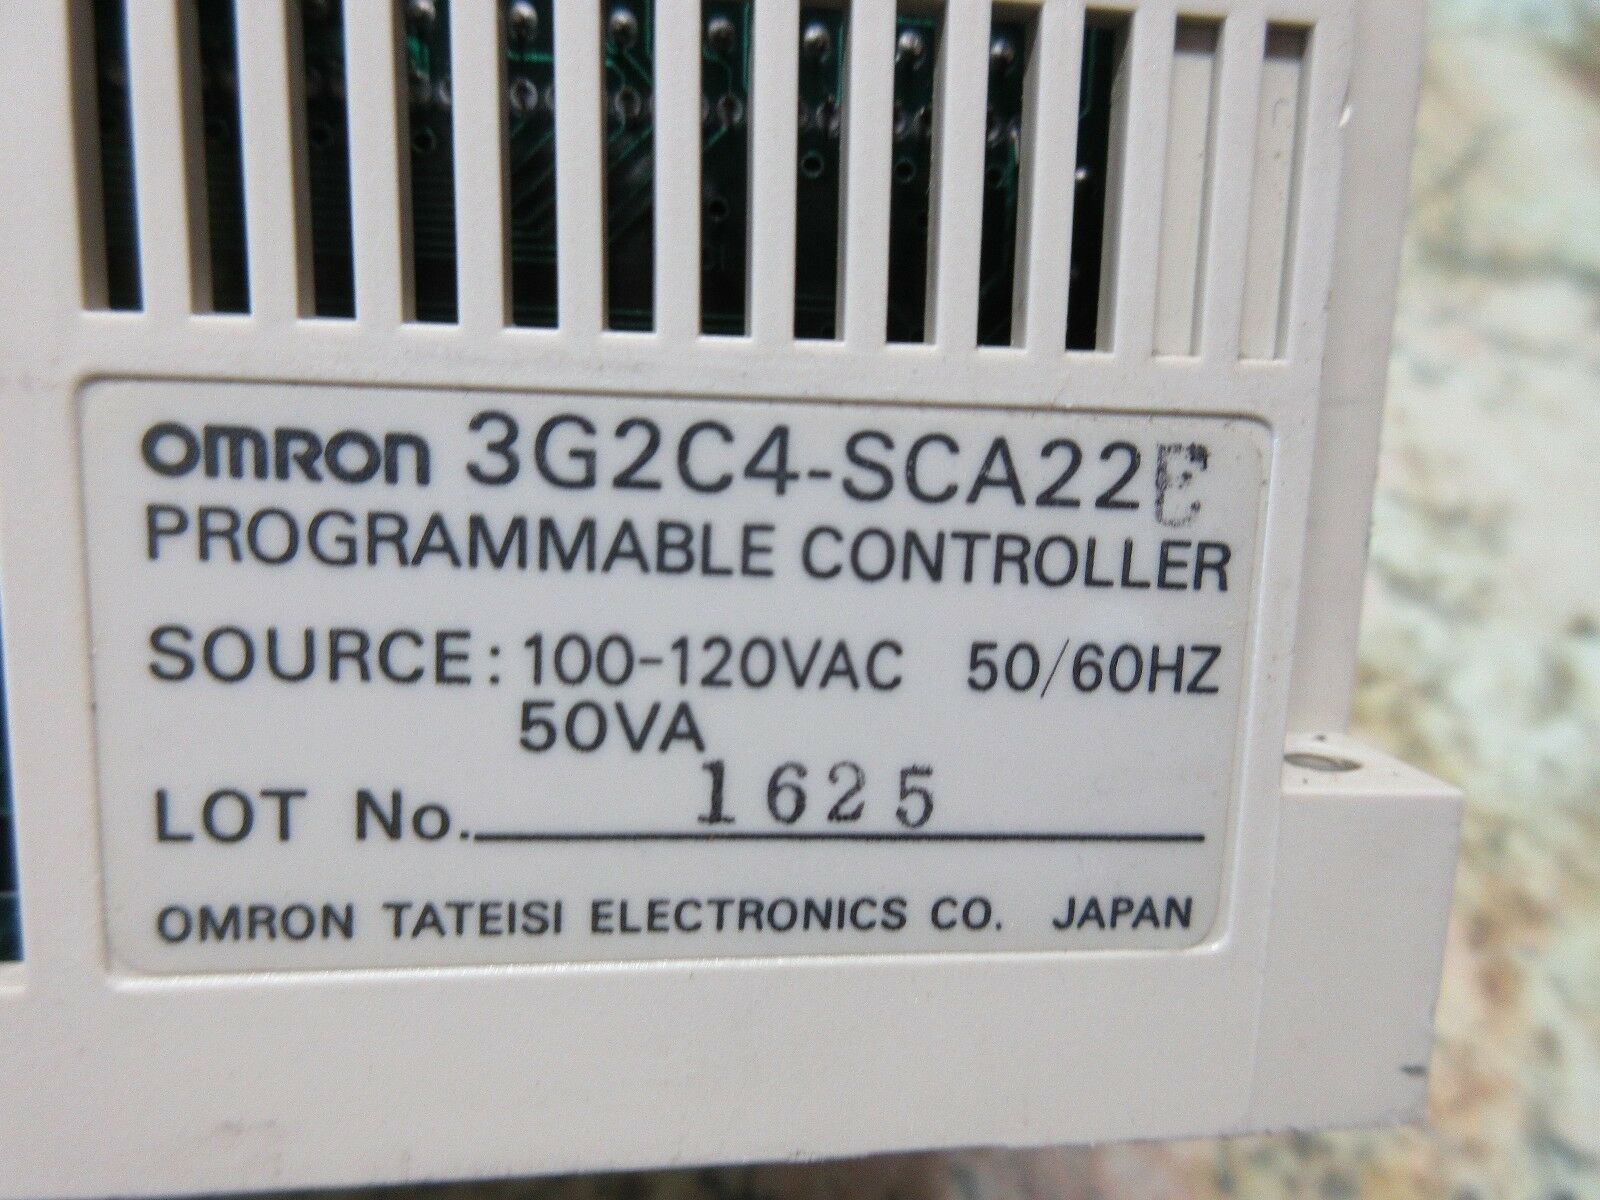 OMRON 3G2C4-SCA22E
PROGRAMMABLE CONTROLLER
SOURCE: 100-120VAC 50/60HZ
50VA
LOT No. 1625
OMRON TATEISI ELECTRONICS CO. JAPAN